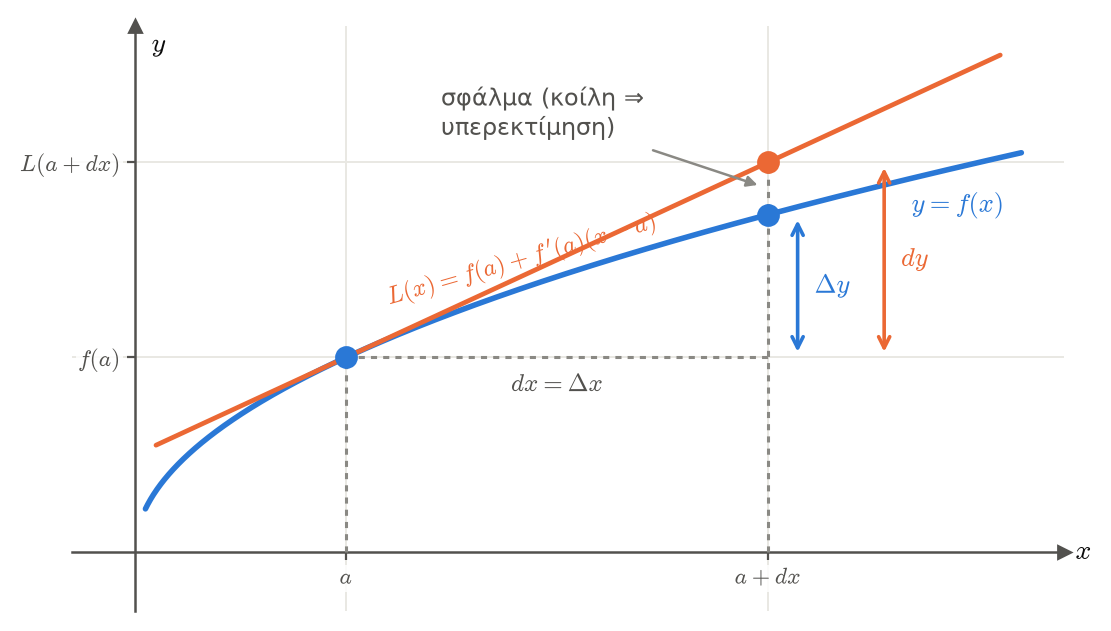 y
σφάλμα (κοίλη ⇒
υπερεκτίμηση)
L(a + dx)
L(x) = f(a) + f′(a)(x − a)
y = f(x)
dy
Δy
f(a)
dx = Δx
x
a
a + dx